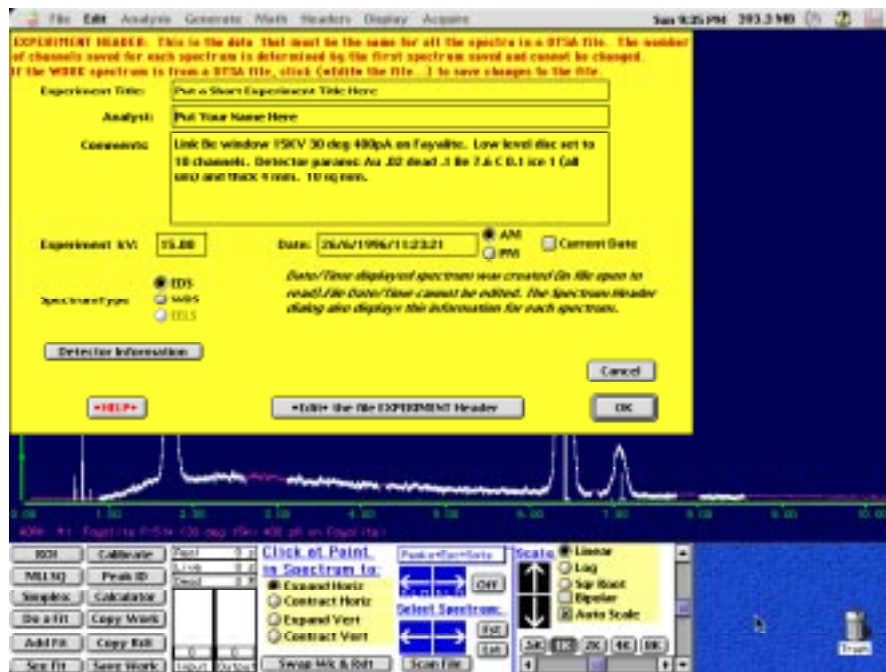 File Edit Analysis Generate Math Headers Display Acquire Sun 9:35 PM 393.3 MB
EXPERIMENT HEADER: This is the data that must be the same for all the spectra in a DTSA file. The number
of channels saved for each spectrum is determined by the first spectrum saved and cannot be changed.
If the WORK spectrum is from a DTSA file, click (•Edit• the file...) to save changes to the file.
Experiment Title: Put a Short Experiment Title Here
Analyst: Put Your Name Here
Comments: Link Be window 15KV 30 deg 400pA on Fayalite. Low level disc set to
10 channels. Detector params: Au .02 dead .1 Be 7.6 C 0.1 ice 1 (all
um) and thick 4 mm. 10 sq mm.
Experiment kV: 15.00 Date: 26/6/1996/11:23:21 AM Current Date
PM
Date/Time displayed spectrum was created (in file open to
read).File Date/Time cannot be edited. The Spectrum Header
dialog also displays this information for each spectrum.
SpectrumType: EDS
WDS
EELS
Detector Information
Cancel
•HELP• •Edit• the file EXPERIMENT Header OK
0.00 1.00 2.00 3.00 4.00 5.00 6.00 7.00 8.00 9.00 10.00
ROI Calibrate Real Click at Point Scale Linear
MLLSQ Peak ID Live in Spectrum to: Log
Simplex Calculator Dead Expand Horiz Off Sqr Root
Contract Horiz Select Spectrum: Bipolar
Do a Fit Copy Work Expand Vert Auto Scale
Add Fit Copy Rslt Contract Vert Fst
See Fit Save Work Input Output Swap Wk & Rslt Lst Scan File 1K 2K 4K 8K
Trash